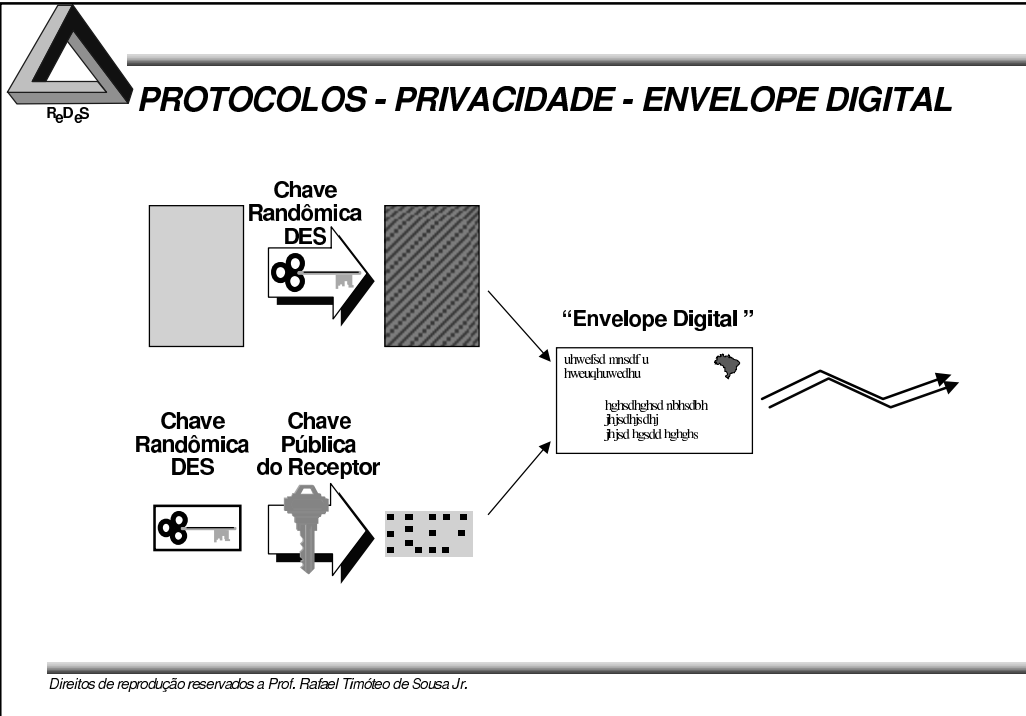 ReDeS
PROTOCOLOS - PRIVACIDADE - ENVELOPE DIGITAL
Chave
Randômica
DES
“Envelope Digital ”
uhwefsd mnsdf u
hweuqhuwedhu
hghsdhghsd nbhsdbh
jhjsdhjsdhj
jhjsd hgsdd hghghs
Chave
Randômica
DES
Chave
Pública
do Receptor
Direitos de reprodução reservados a Prof. Rafael Timóteo de Sousa Jr.